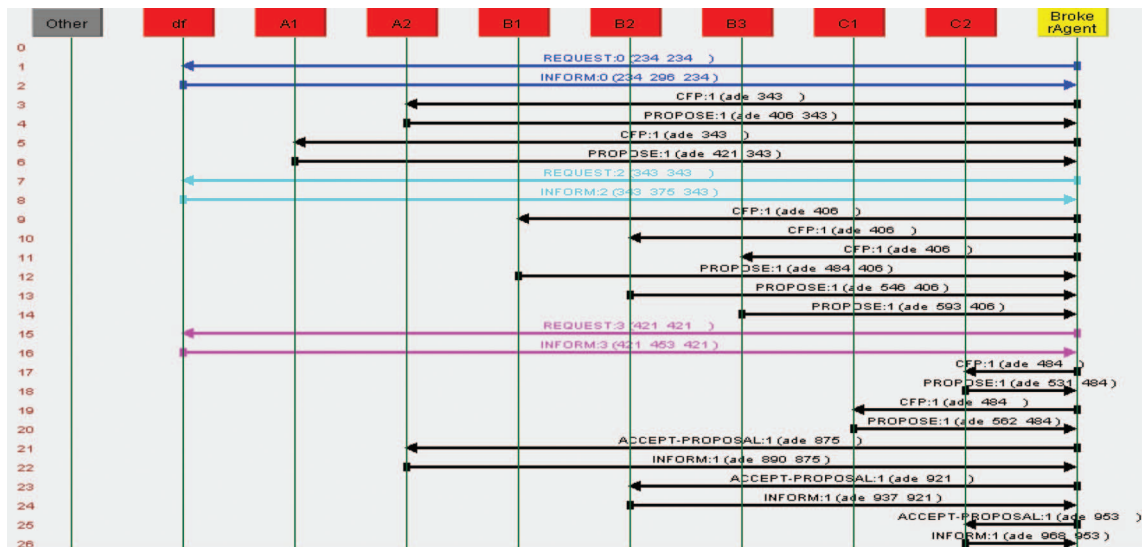 Other df A1 A2 B1 B2 B3 C1 C2 Broke
rAgent
0
REQUEST:0 (234 234 )
1
INFORM:0 (234 296 234)
2
CFP:1 (ade 343 )
3
PROPOSE:1 (ade 406 343)
4
CFP:1 (ade 343 )
5
PROPOSE:1 (ade 421 343)
6
REQUEST:2 (343 343 )
7
INFORM:2 (343 375 343)
8
CFP:1 (ade 406 )
9
CFP:1 (ade 406 )
10
CFP:1 (ade 406 )
11
PROPOSE:1 (ade 484 406)
12
PROPOSE:1 (ade 546 406)
13
PROPOSE:1 (ade 593 406)
14
REQUEST:3 (421 421 )
15
INFORM:3 (421 453 421)
16
CFP:1 (ade 484 )
17
PROPOSE:1 (ade 531 484)
18
CFP:1 (ade 484 )
19
PROPOSE:1 (ade 562 484)
20
ACCEPT-PROPOSAL:1 (ade 875 )
21
INFORM:1 (ade 890 875)
22
ACCEPT-PROPOSAL:1 (ade 921 )
23
INFORM:1 (ade 937 921)
24
ACCEPT-PROPOSAL:1 (ade 953 )
25
INFORM:1 (ade 968 953)
26